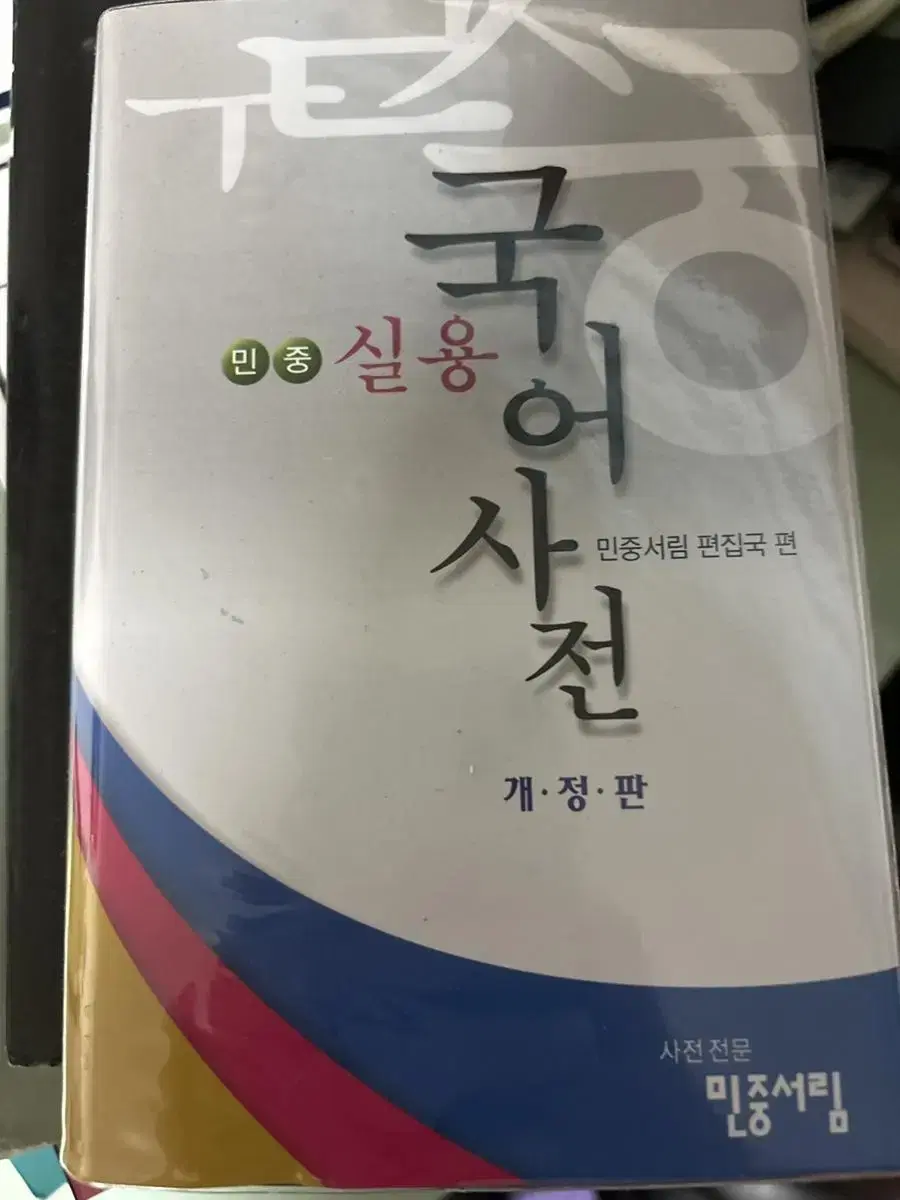 국어사전
민중 실용
민중서림 편집국 편
개·정·판
사전 전문
민중서림